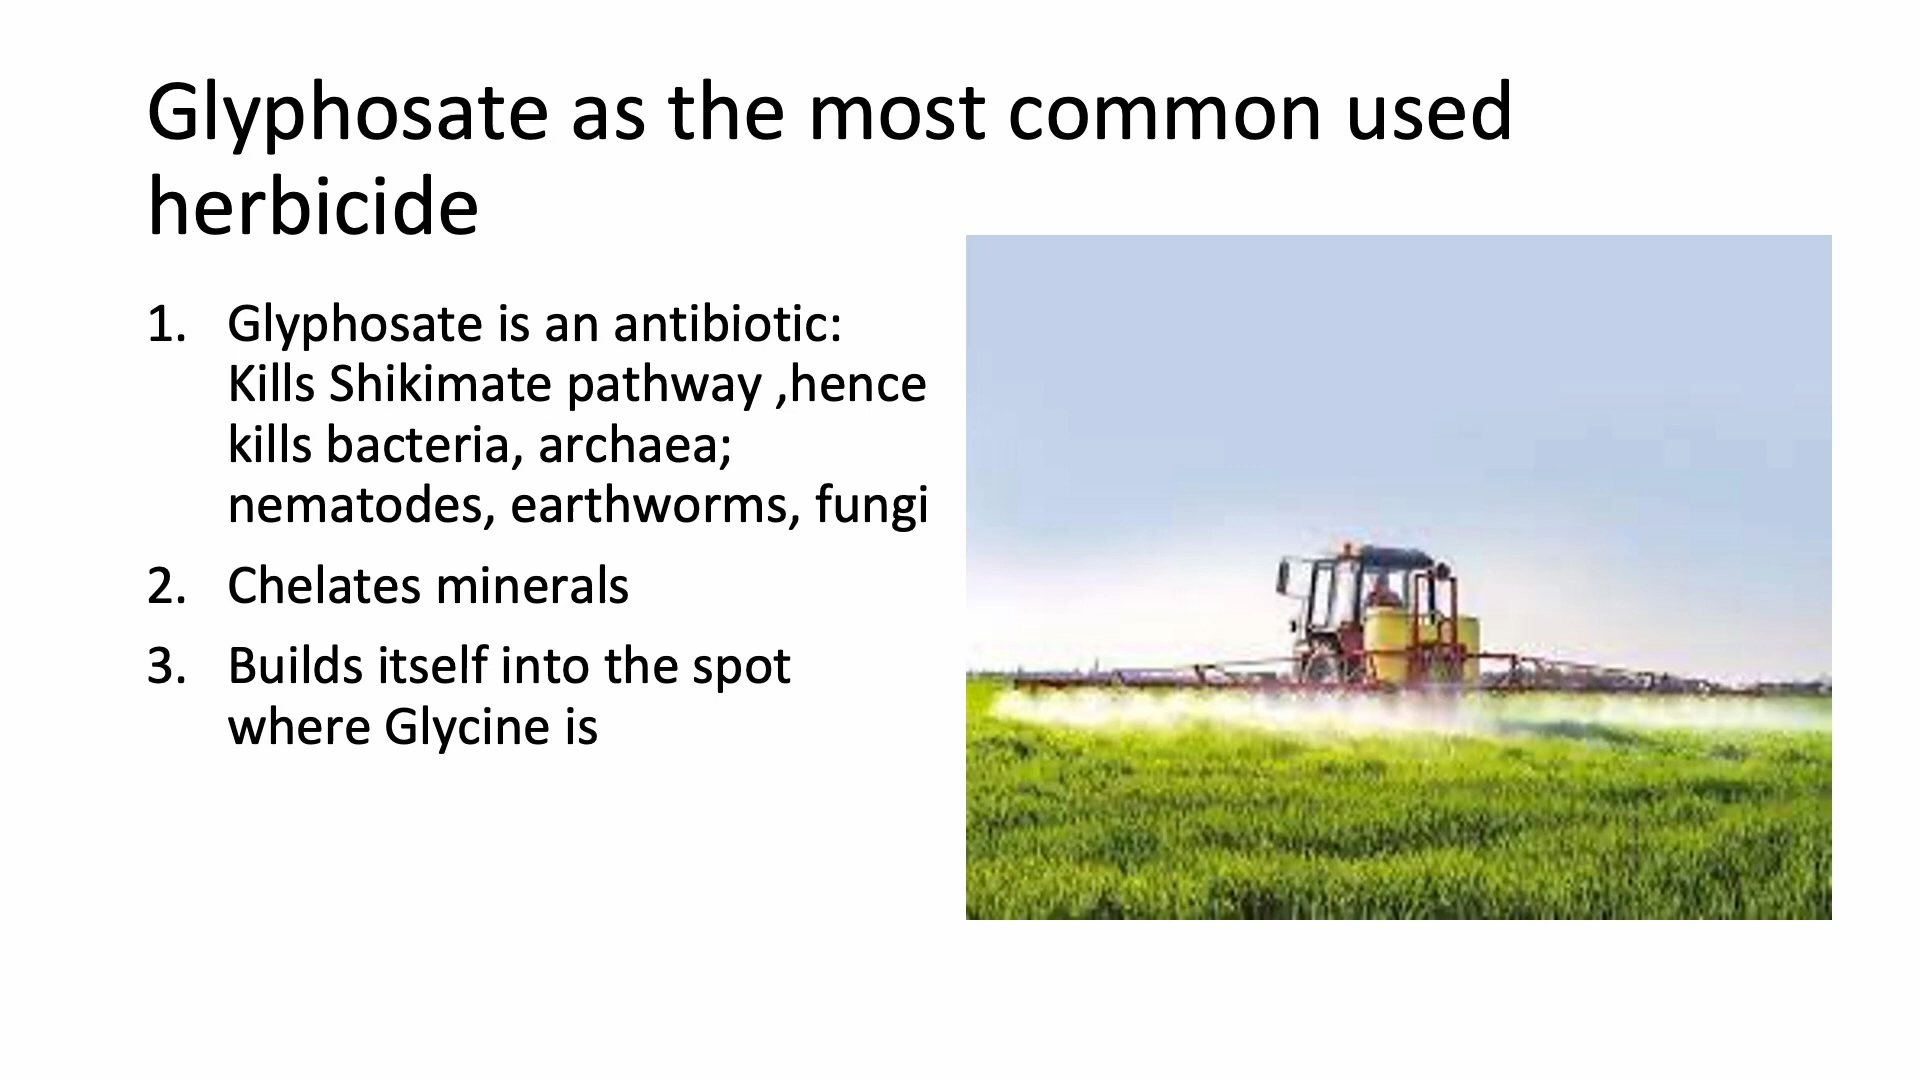 Glyphosate as the most common used
herbicide
1. Glyphosate is an antibiotic:
Kills Shikimate pathway ,hence
kills bacteria, archaea;
nematodes, earthworms, fungi
2. Chelates minerals
3. Builds itself into the spot
where Glycine is